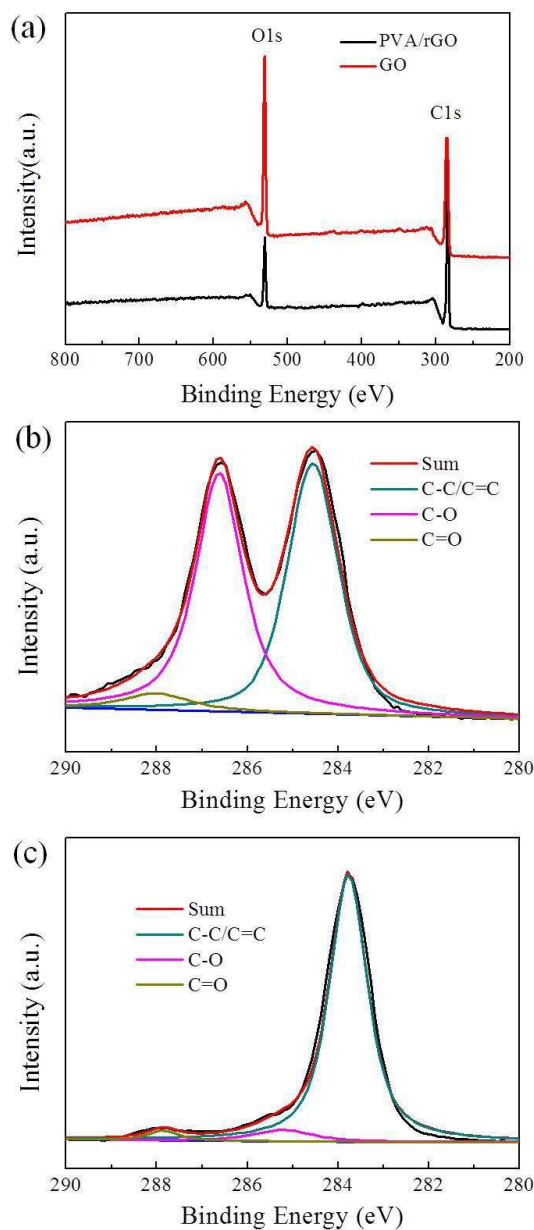 (a)
O1s
PVA/rGO
GO
C1s
Intensity(a.u.)
800 700 600 500 400 300 200
Binding Energy (eV)
(b)
Sum
C-C/C=C
C-O
C=O
Intensity (a.u.)
290 288 286 284 282 280
Binding Energy (eV)
(c)
Sum
C-C/C=C
C-O
C=O
Intensity (a.u.)
290 288 286 284 282 280
Binding Energy (eV)